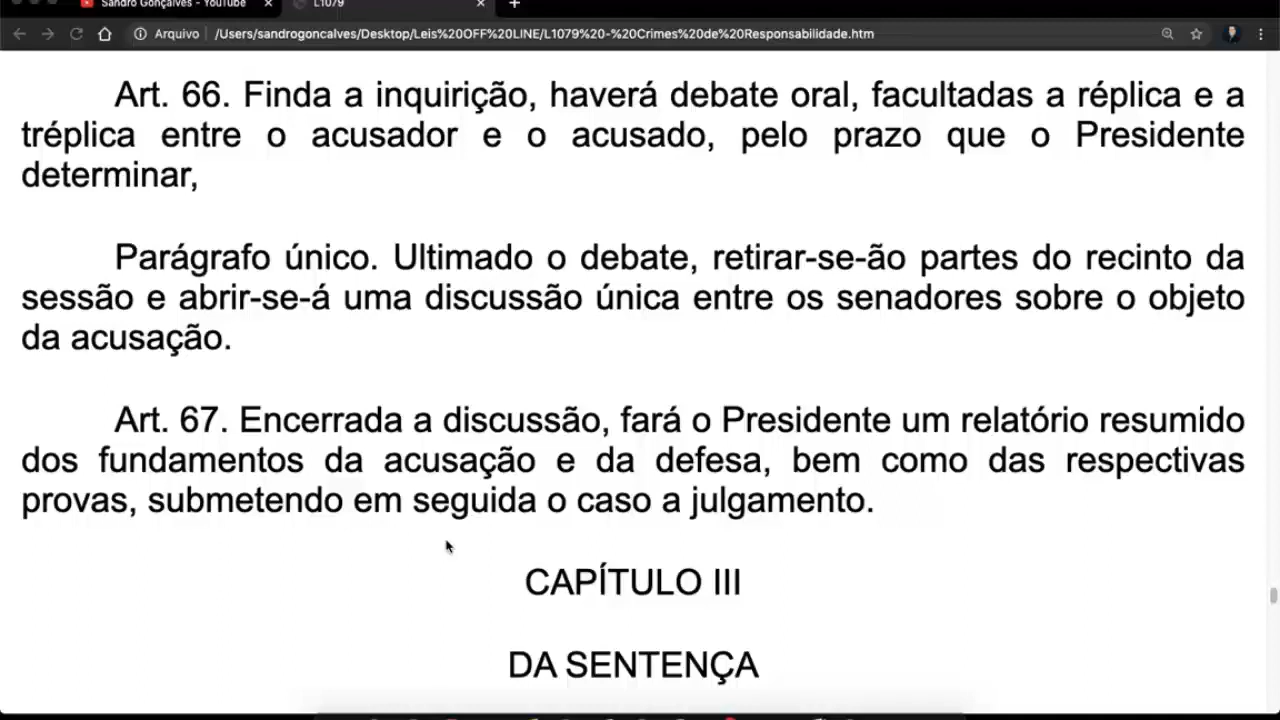 Sandro Gonçalves - YouTube
L1079
Arquivo
/Users/sandrogoncalves/Desktop/Leis%20OFF%20LINE/L1079%20-%20Crimes%20de%20Responsabilidade.htm
Art. 66. Finda a inquirição, haverá debate oral, facultadas a réplica e a
tréplica entre o acusador e o acusado, pelo prazo que o Presidente
determinar,
Parágrafo único. Ultimado o debate, retirar-se-ão partes do recinto da
sessão e abrir-se-á uma discussão única entre os senadores sobre o objeto
da acusação.
Art. 67. Encerrada a discussão, fará o Presidente um relatório resumido
dos fundamentos da acusação e da defesa, bem como das respectivas
provas, submetendo em seguida o caso a julgamento.
CAPÍTULO III
DA SENTENÇA